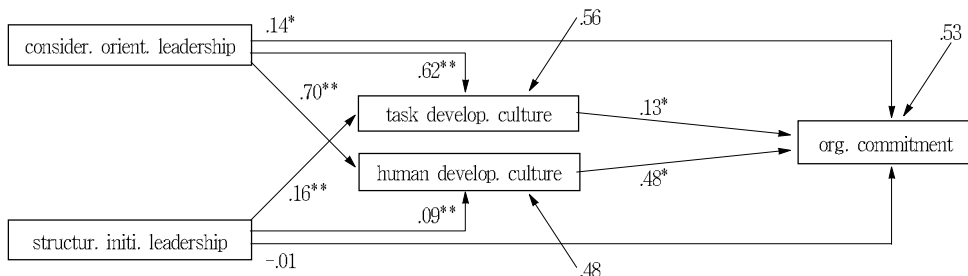 .14*
.56
.53
consider. orient. leadership
.62**
.70**
task develop. culture
.13*
org. commitment
human develop. culture
.48*
.16**
.09**
structur. initi. leadership
-.01
.48